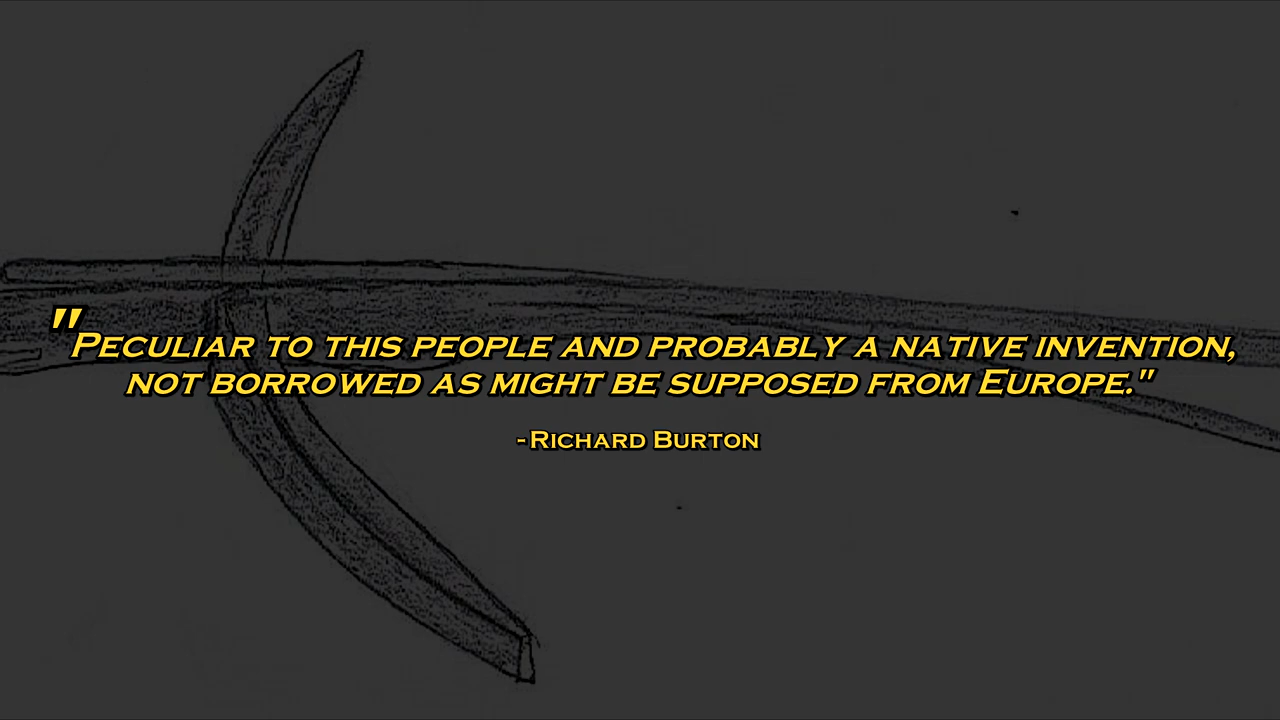 "Peculiar to this people and probably a native invention,
not borrowed as might be supposed from Europe."
-Richard Burton